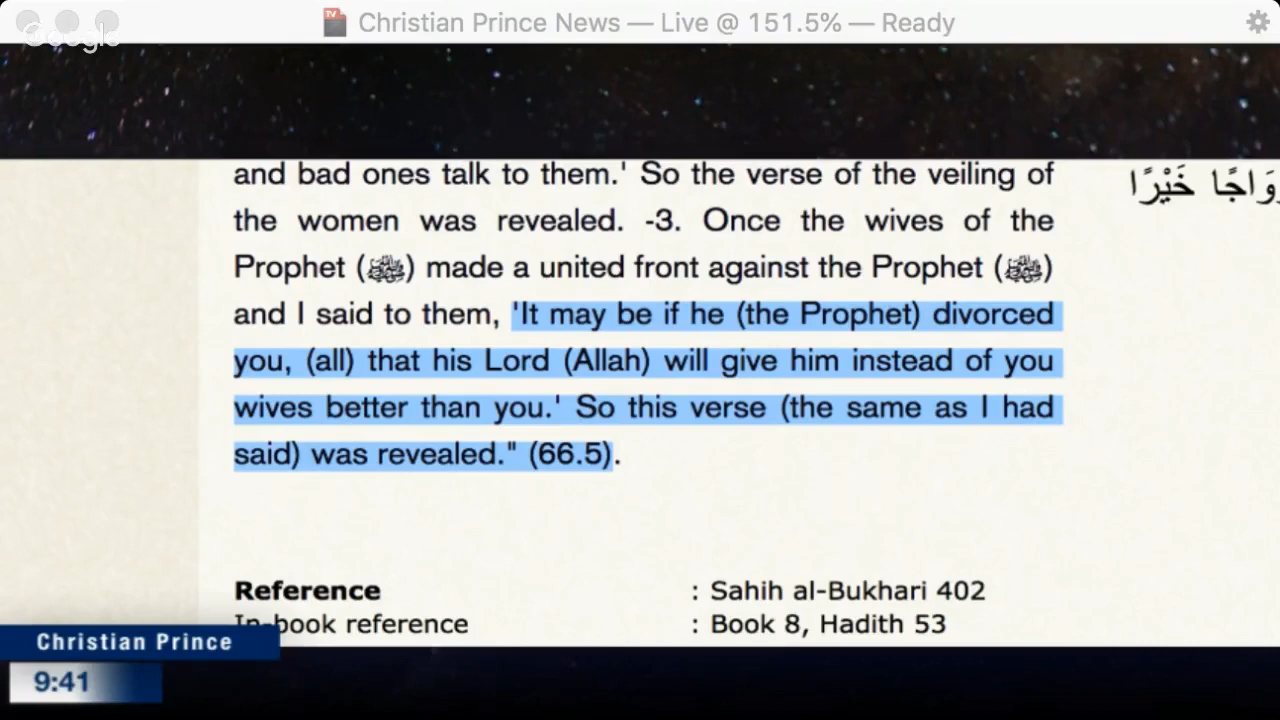 Christian Prince News — Live @ 151.5% — Ready
Google
and bad ones talk to them.' So the verse of the veiling of
the women was revealed. -3. Once the wives of the
Prophet (ﷺ) made a united front against the Prophet (ﷺ)
and I said to them, 'It may be if he (the Prophet) divorced
you, (all) that his Lord (Allah) will give him instead of you
wives better than you.' So this verse (the same as I had
said) was revealed." (66.5).
خَيْرًا
Reference : Sahih al-Bukhari 402
In-book reference : Book 8, Hadith 53
Christian Prince
9:41